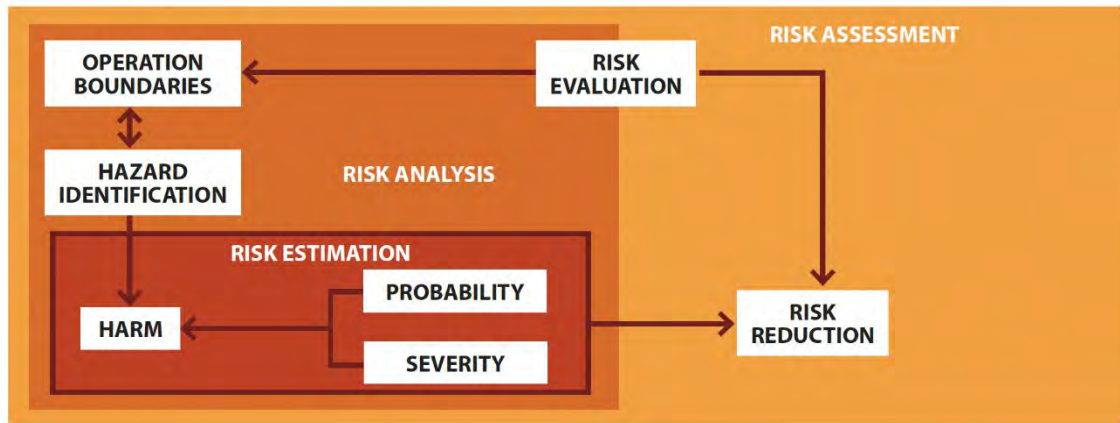 RISK ASSESSMENT
OPERATION
BOUNDARIES
RISK
EVALUATION
HAZARD
IDENTIFICATION
RISK ANALYSIS
RISK ESTIMATION
PROBABILITY
HARM
SEVERITY
RISK
REDUCTION